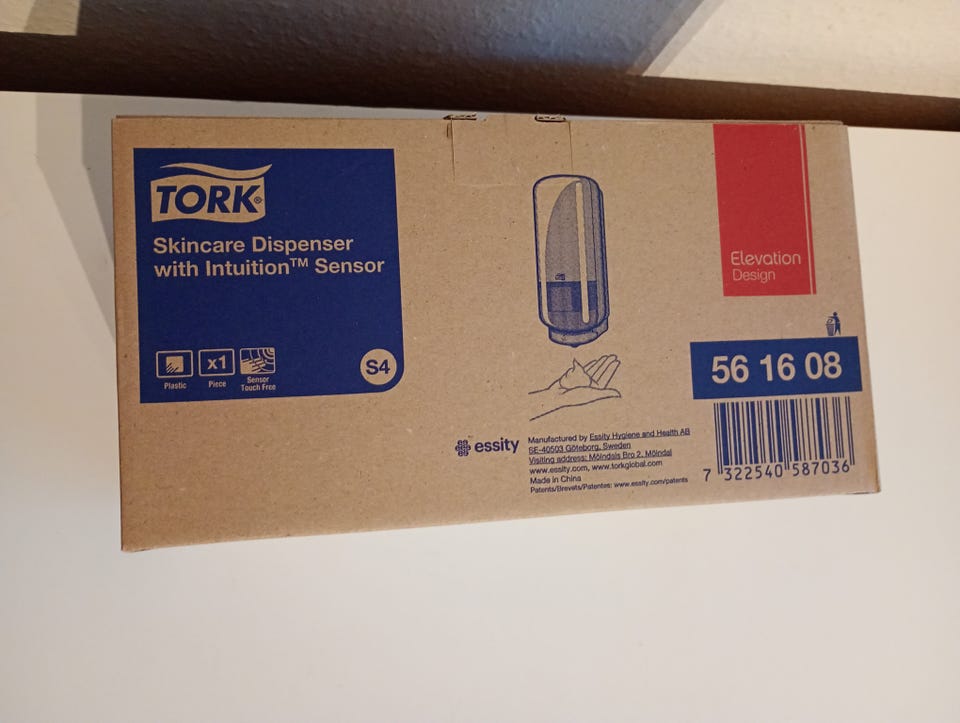 TORK®
Skincare Dispenser
with Intuition™ Sensor
Plastic
x1
Piece
Sensor
Touch Free
S4
Elevation
Design
56 16 08
essity
Manufactured by Essity Hygiene and Health AB
SE-40503 Göteborg, Sweden
Visiting address: Mölndals Bro 2, Mölndal
www.essity.com, www.torkglobal.com
Made in China
Patents/Brevets/Patentes: www.essity.com/patents
7 322540 587036